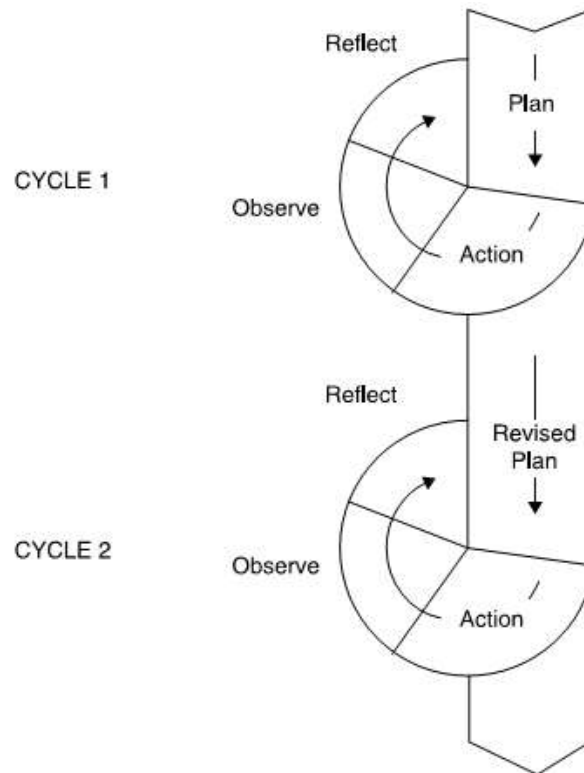 Reflect
Plan
CYCLE 1
Observe
Action
Reflect
Revised
Plan
CYCLE 2
Observe
Action